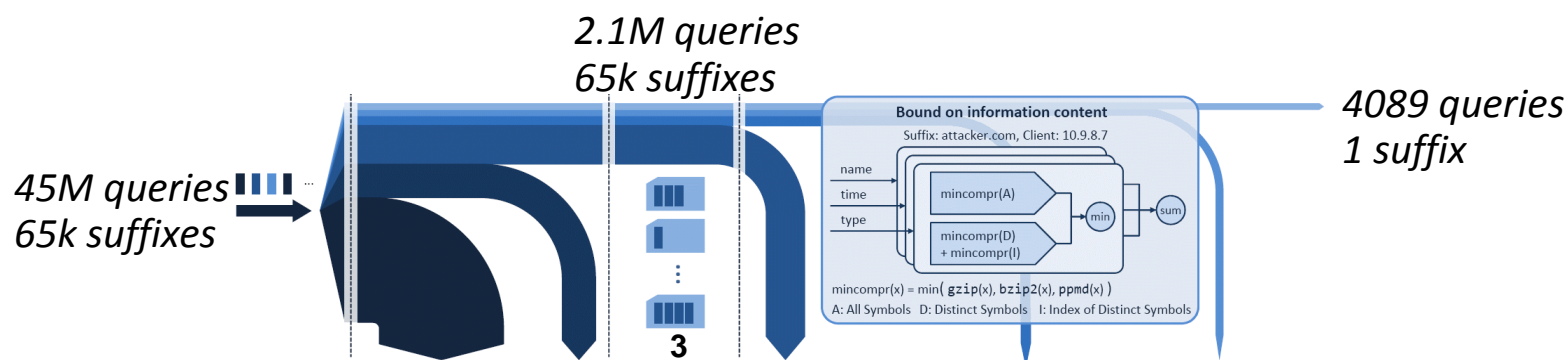 2.1M queries
65k suffixes
45M queries
...
65k suffixes
3
Bound on information content
Suffix: attacker.com, Client: 10.9.8.7
name
time
type
mincompr(A)
mincompr(D)
+ mincompr(I)
min
sum
mincompr(x) = min( gzip(x), bzip2(x), ppmd(x) )
A: All Symbols D: Distinct Symbols I: Index of Distinct Symbols
4089 queries
1 suffix